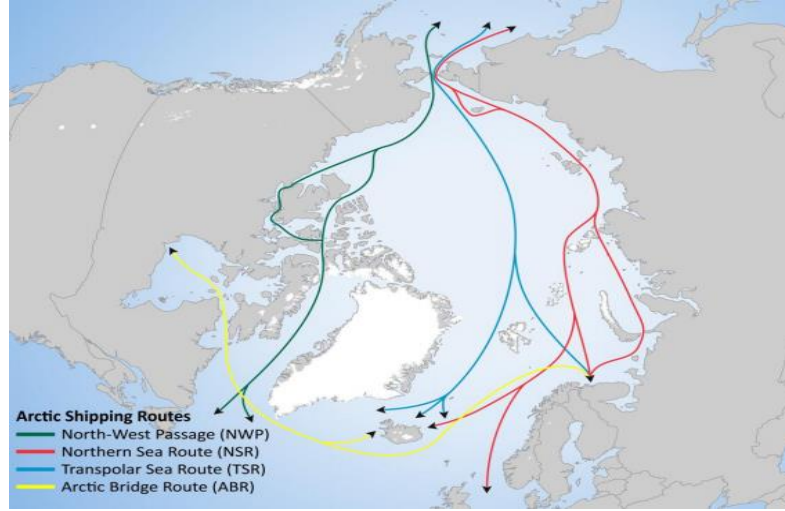 Arctic Shipping Routes
North-West Passage (NWP)
Northern Sea Route (NSR)
Transpolar Sea Route (TSR)
Arctic Bridge Route (ABR)